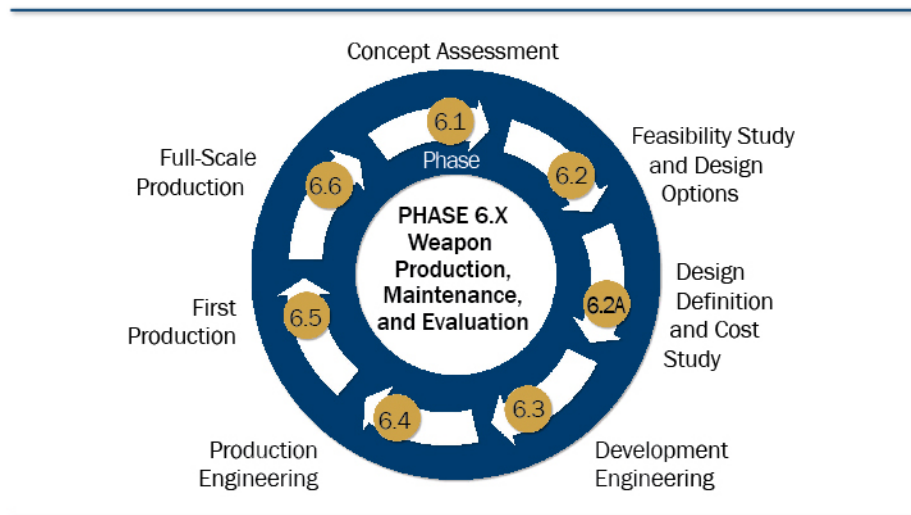 Concept Assessment
6.1
Phase
6.2
Feasibility Study
and Design
Options
6.2A
Design
Definition
and Cost
Study
6.3
Development
Engineering
6.4
Production
Engineering
6.5
First
Production
6.6
Full-Scale
Production
PHASE 6.X
Weapon
Production,
Maintenance,
and Evaluation